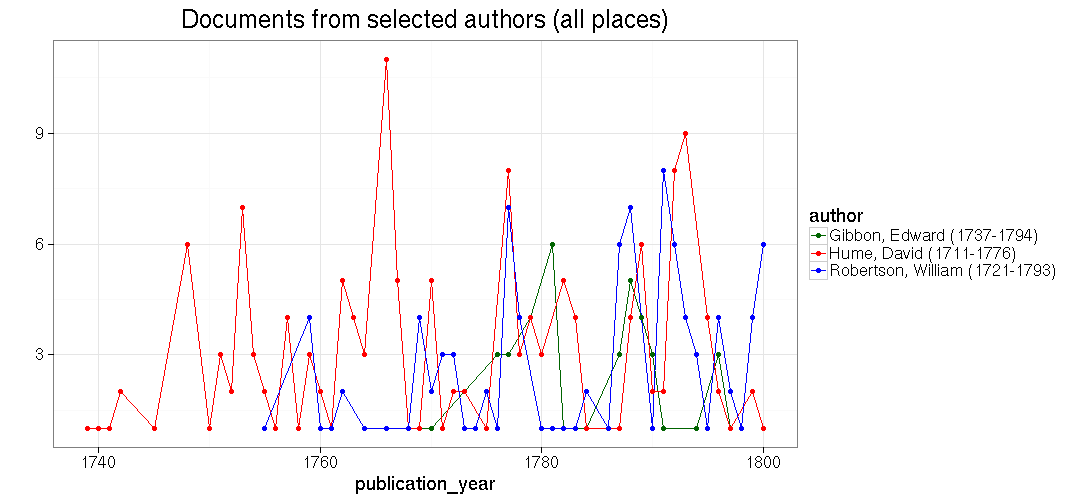 Documents from selected authors (all places)
9
6
3
1740 1760 1780 1800
publication_year
author
Gibbon, Edward (1737-1794)
Hume, David (1711-1776)
Robertson, William (1721-1793)